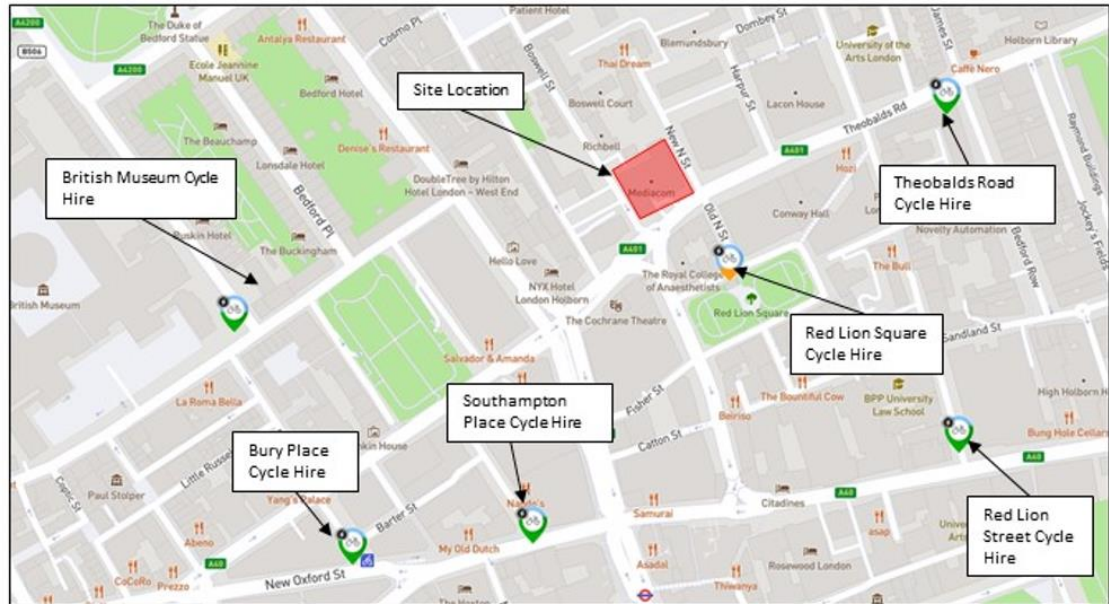 A4200
The Duke of
Bedford Statue
Antalya Restaurant
Cosmo Pl
Patient Hotel
Dombey St
James St
Holborn Library
B506
Ecole Jeannine
Manuel UK
A4200
Bedford Hotel
Boswell St
Thai Dream
Blemundsbury
University of the
Arts London
Caffè Nero
Site Location
Boswell Court
Harpur St
Lacon House
Theobalds Rd
The Beauchamp
Lonsdale Hotel
Denise's Restaurant
Richbell
New N St
A401
Raymond Buildings
British Museum Cycle
Hire
Bedford Pl
DoubleTree by Hilton
Hotel London – West End
Mediacom
Hozi
Theobalds Road
Cycle Hire
Ruskin Hotel
The Buckingham
Old N St
Conway Hall
Novelty Automation
Bedford Row
Jockey's Fields
Hello Love
A401
The Royal College
of Anaesthetists
The Bull
British Museum
NYX Hotel
London Holborn
The Cochrane Theatre
Red Lion Square
Red Lion Square
Cycle Hire
Sandland St
Salvador & Amanda
La Roma Bella
Southampton
Place Cycle Hire
Fisher St
The Bountiful Cow
BPP University
Law School
High Holborn H
Beiriso
Bury Place
Cycle Hire
Catton St
Bung Hole Cellars
Little Russel
A40
Coptic St
Paul Stolper
Yang's Palace
Barter St
Citadines
A40
Samurai
Abeno
My Old Dutch
asap
Red Lion
Street Cycle
Hire
CoCoRo
Prezzo
A40
New Oxford St
Asadal
Thiwanya
Rosewood London